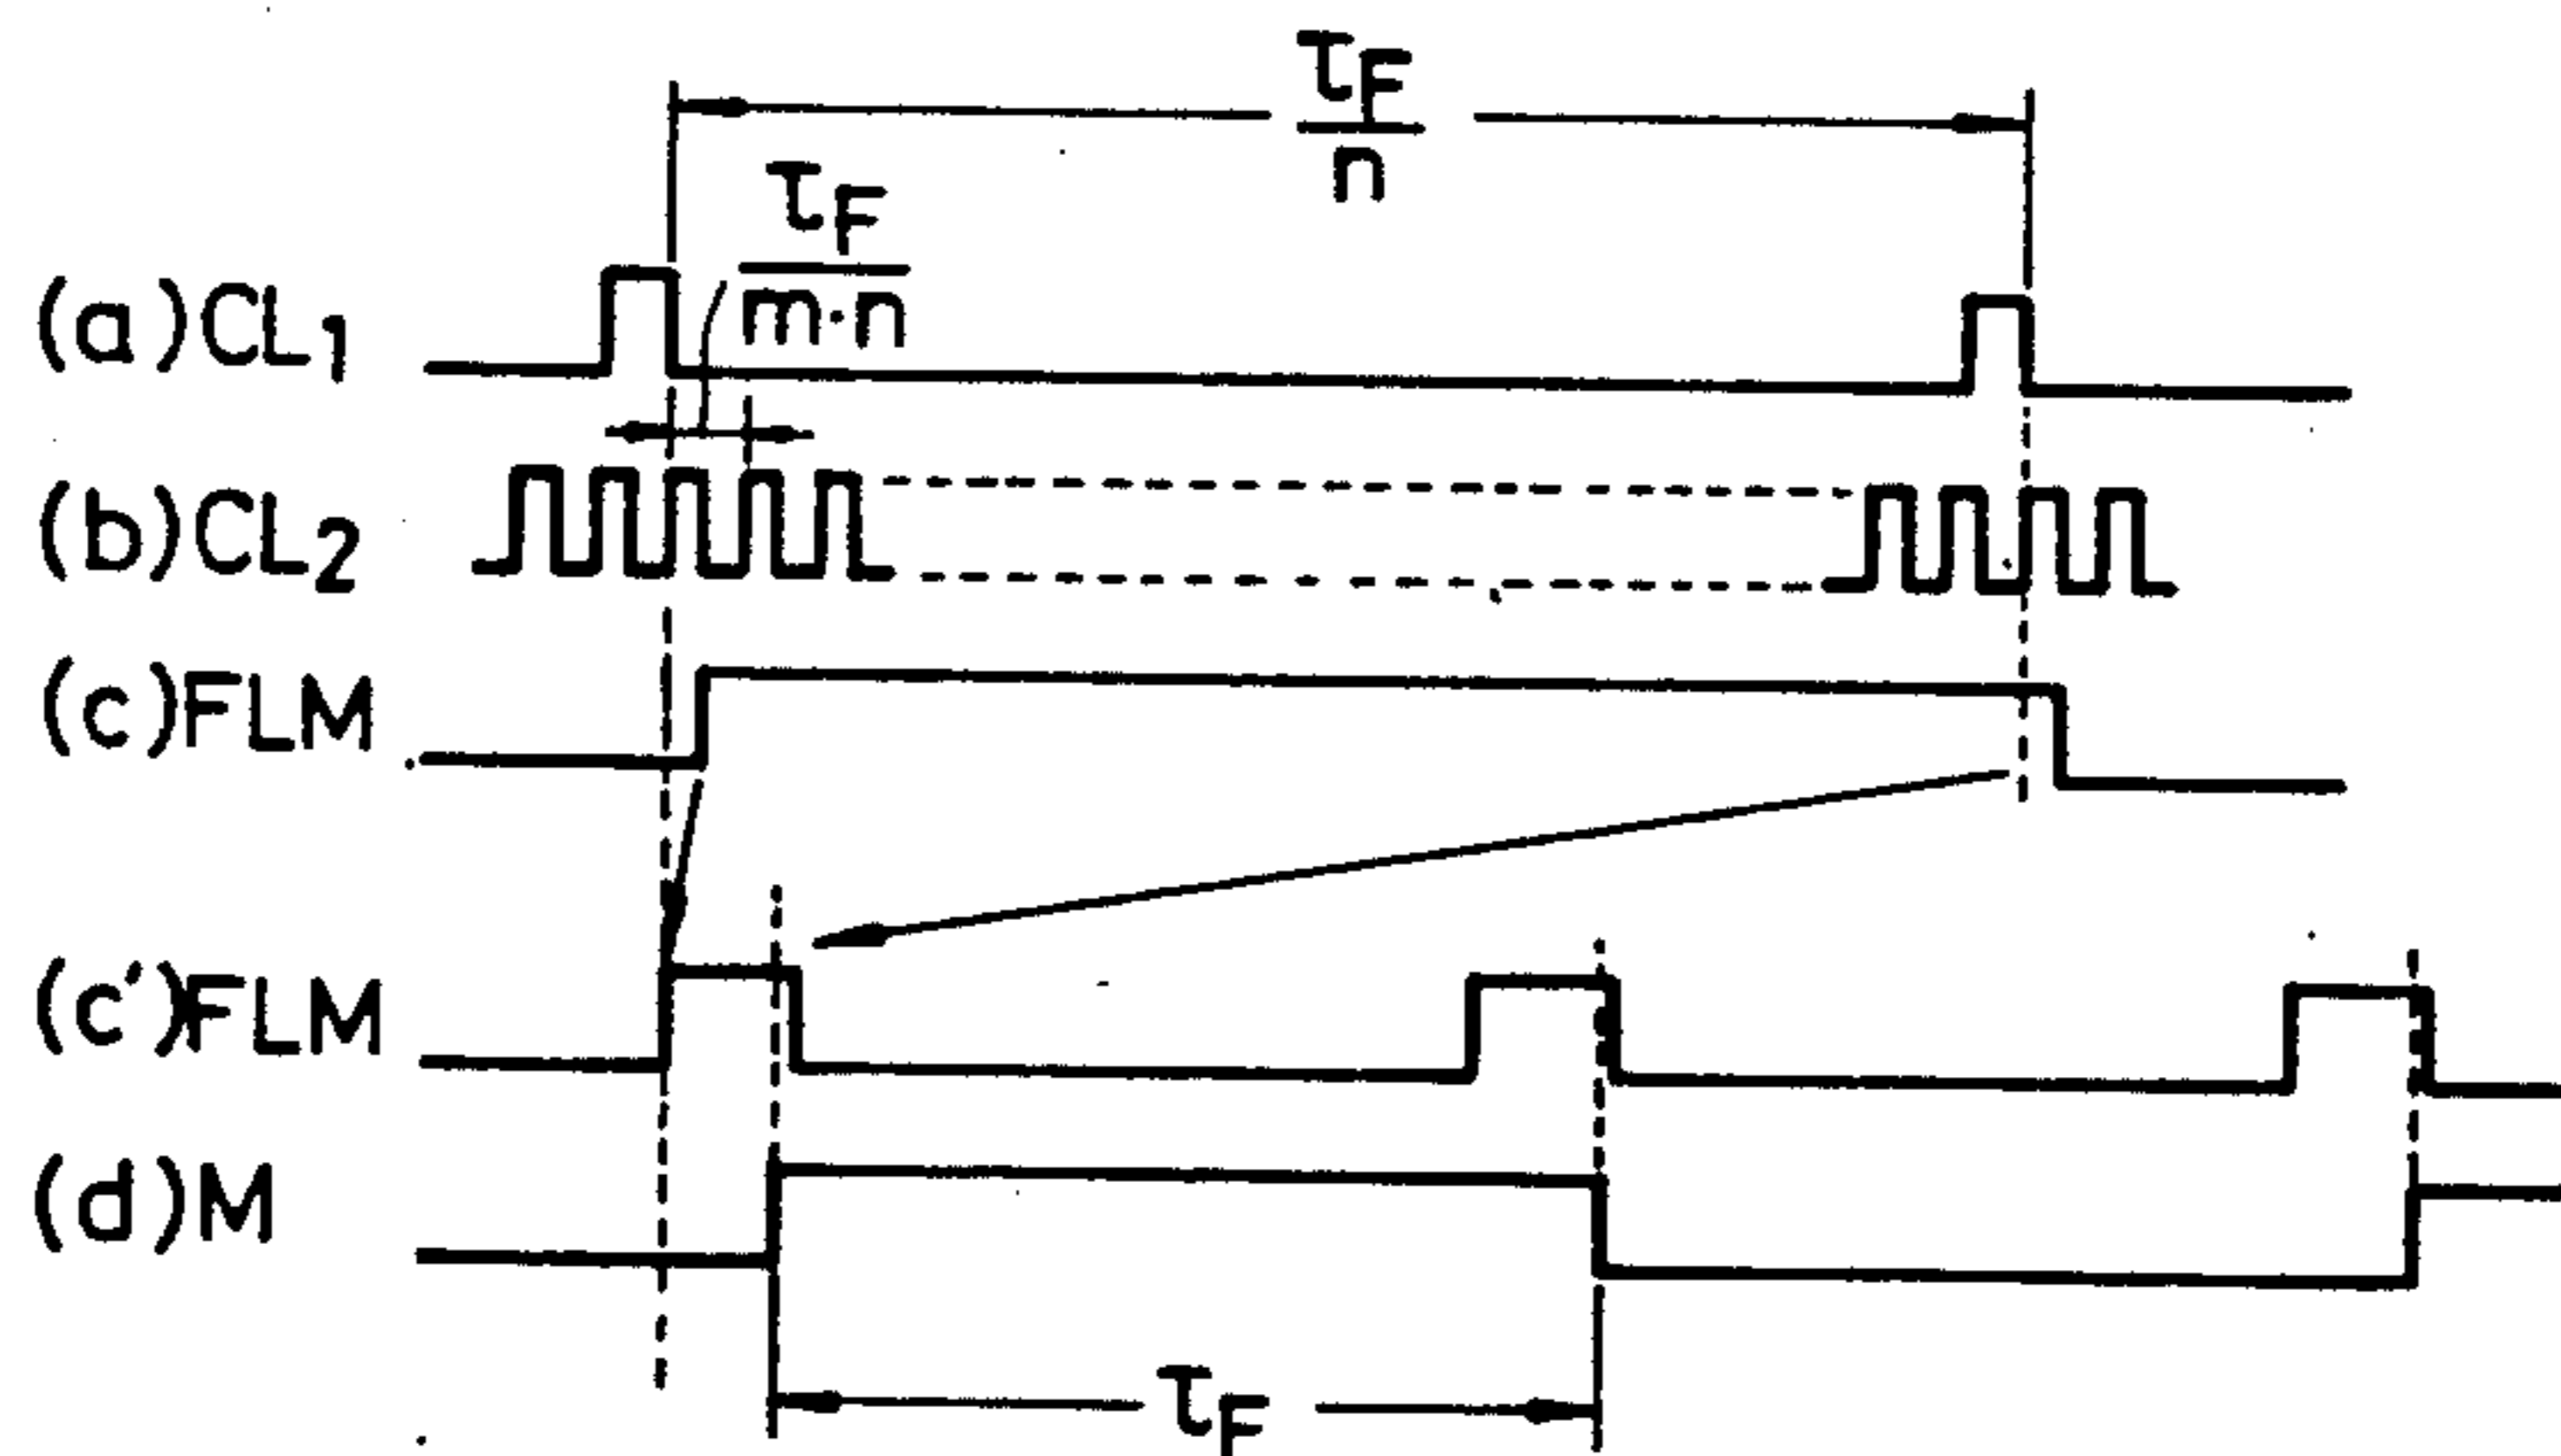 τF
n
τF
m·n
(a)CL1
(b)CL2
(c)FLM
(c')FLM
(d)M
τF